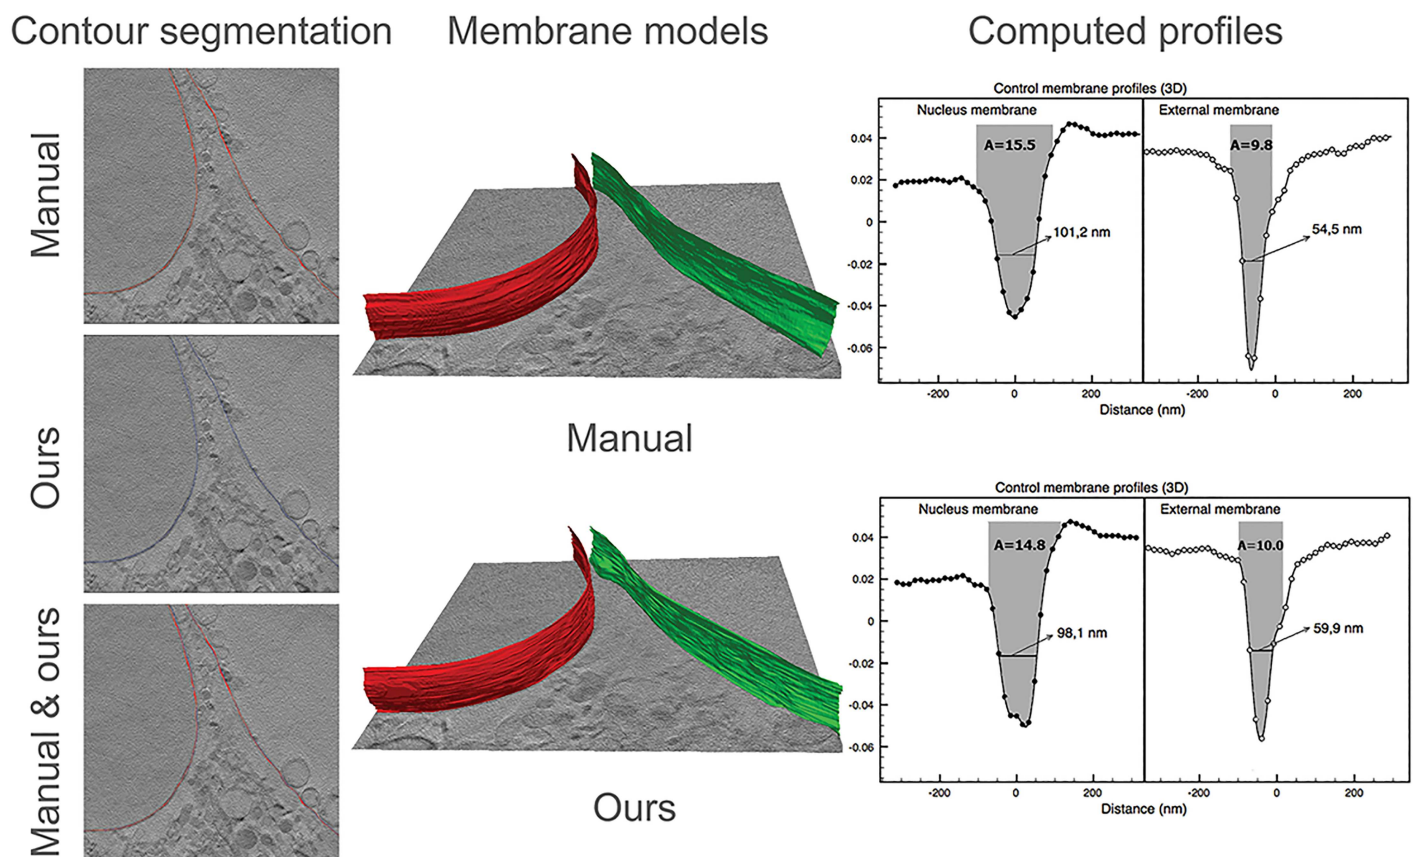 Contour segmentation
Membrane models
Computed profiles
Manual
Ours
Manual & ours
Manual
Ours
Control membrane profiles (3D)
Nucleus membrane
External membrane
A=15.5
A=9.8
101,2 nm
54,5 nm
0.04
0.02
0
-0.02
-0.04
-0.06
-200
0
200
-200
0
200
Distance (nm)
Control membrane profiles (3D)
Nucleus membrane
External membrane
A=14.8
A=10.0
98,1 nm
59,9 nm
0.04
0.02
0
-0.02
-0.04
-0.06
-200
0
200
-200
0
200
Distance (nm)